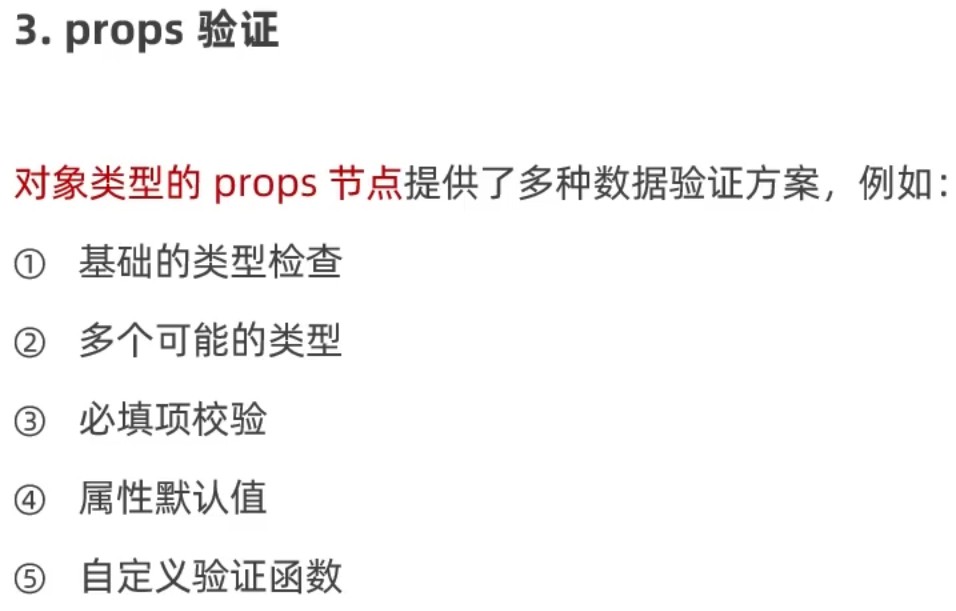 3. props 验证
对象类型的 props 节点提供了多种数据验证方案，例如：
① 基础的类型检查
② 多个可能的类型
③ 必填项校验
④ 属性默认值
⑤ 自定义验证函数